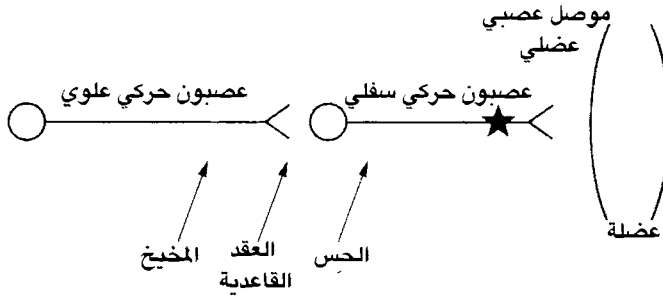 موصل عصبي
عضلي
عصبون حركي سفلي
عصبون حركي علوي
عضلة
الحس
العقد
القاعدية
المخيخ